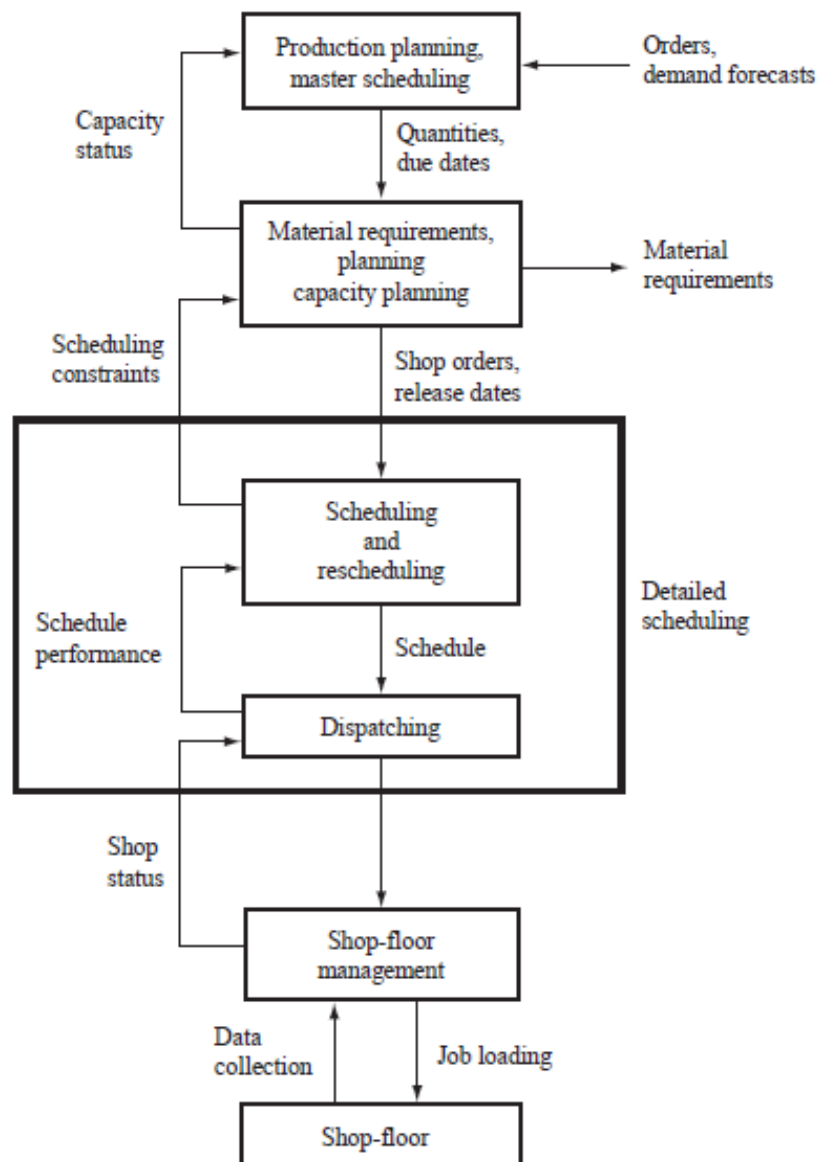 Production planning,
master scheduling
Orders,
demand forecasts
Capacity
status
Quantities,
due dates
Material requirements,
planning
capacity planning
Material
requirements
Scheduling
constraints
Shop orders,
release dates
Scheduling
and
rescheduling
Detailed
scheduling
Schedule
performance
Schedule
Dispatching
Shop
status
Shop-floor
management
Data
collection
Job loading
Shop-floor